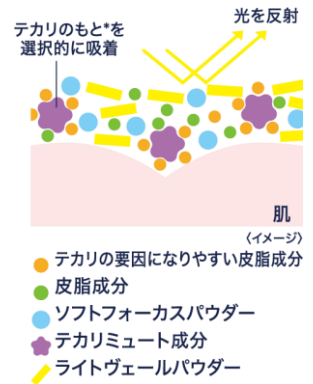 光を反射
テカリのもと*を
選択的に吸着
肌
〈イメージ〉
テカリの要因になりやすい皮脂成分
皮脂成分
ソフトフォーカスパウダー
テカリミュート成分
ライトヴェールパウダー